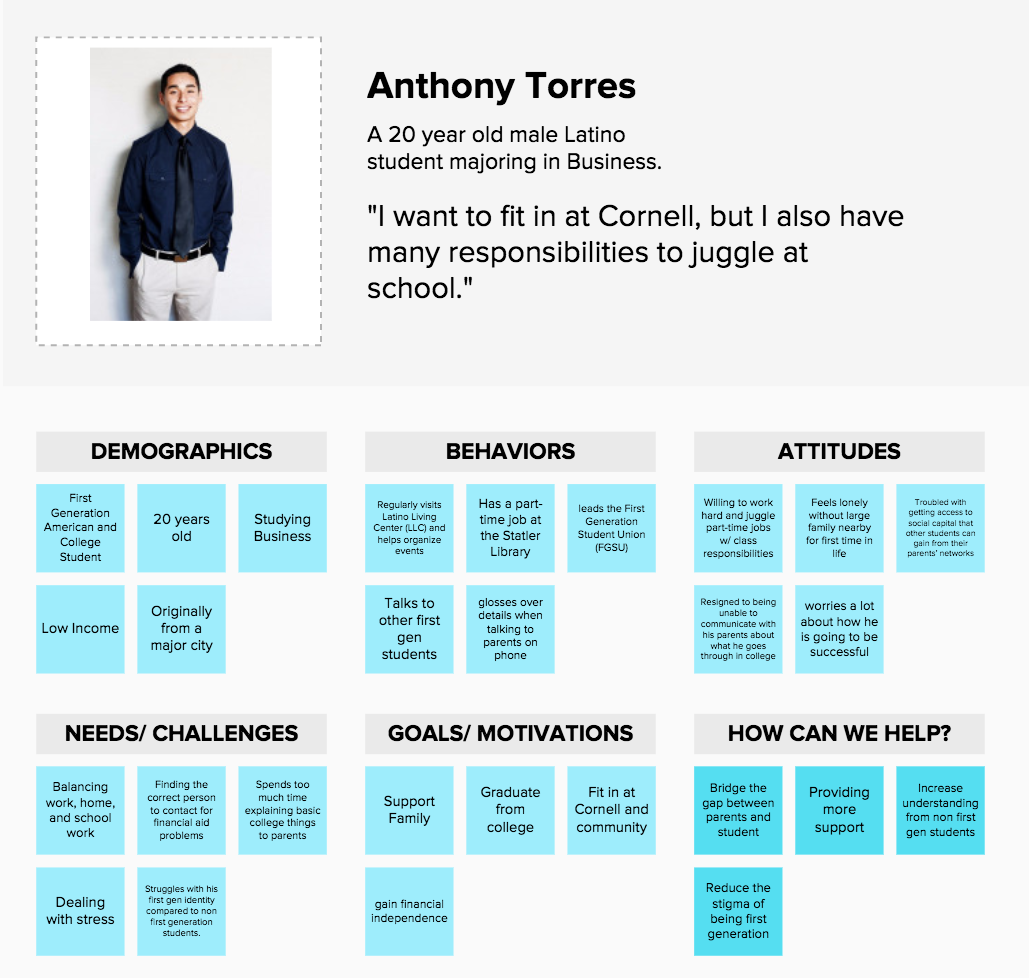 Anthony Torres
A 20 year old male Latino
student majoring in Business.
"I want to fit in at Cornell, but I also have
many responsibilities to juggle at
school."
DEMOGRAPHICS
First
Generation
American and
College
Student
20 years
old
Studying
Business
Low Income
Originally
from a
major city
BEHAVIORS
Regularly visits
Latino Living
Center (LLC) and
helps organize
events
Has a part-
time job at
the Statler
Library
leads the First
Generation
Student Union
(FGSU)
Talks to
other first
gen
students
glosses over
details when
talking to
parents on
phone
ATTITUDES
Willing to work
hard and juggle
part-time jobs
w/ class
responsibilities
Feels lonely
without large
family nearby
for first time in
life
Troubled with
getting access to
social capital that
other students can
gain from their
parents' networks
Resigned to being
unable to
communicate with
his parents about
what he goes
through in college
worries a lot
about how he
is going to be
successful
NEEDS/ CHALLENGES
Balancing
work, home,
and school
work
Finding the
correct person
to contact for
financial aid
problems
Spends too
much time
explaining basic
college things
to parents
Dealing
with stress
Struggles with his
first gen identity
compared to non
first generation
students.
GOALS/ MOTIVATIONS
Support
Family
Graduate
from
college
Fit in at
Cornell and
community
gain financial
independence
HOW CAN WE HELP?
Bridge the
gap between
parents and
student
Providing
more
support
Increase
understanding
from non first
gen students
Reduce the
stigma of
being first
generation